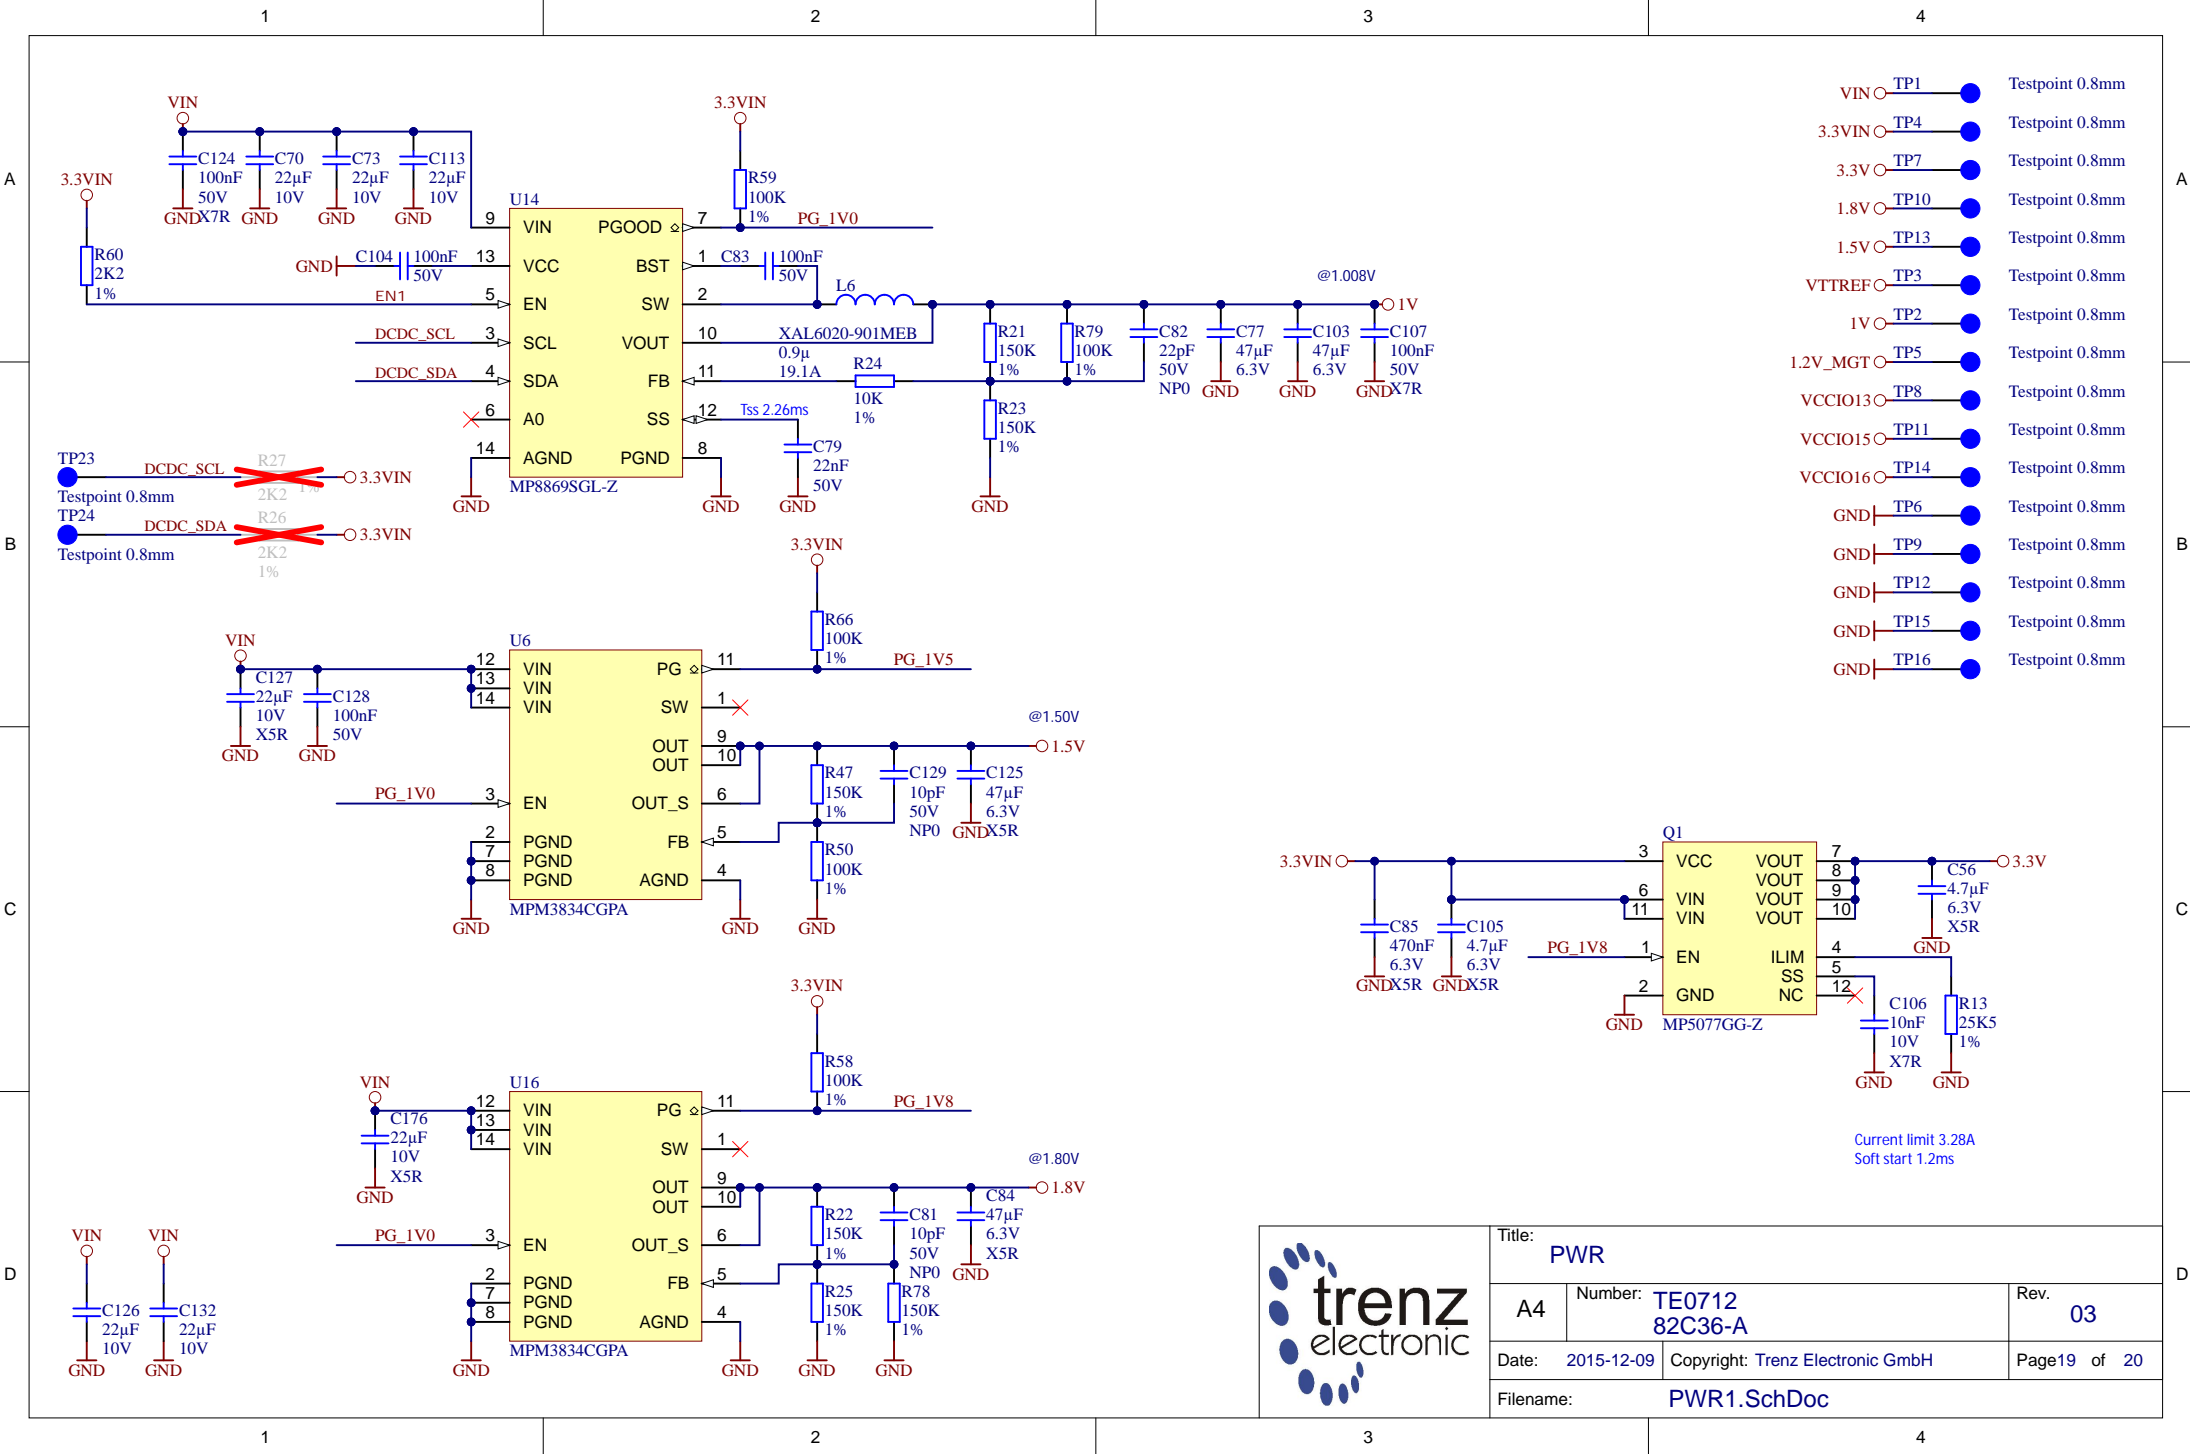 1 2 3 4
A
B
C
D
A
B
C
D
VIN
C124
100nF
50V
X7R
GND
C70
22µF
10V
GND
C73
22µF
10V
GND
C113
22µF
10V
GND
3.3VIN
R60
2K2
1%
GND
C104
100nF
50V
EN1
DCDC_SCL
DCDC_SDA
U14
9 VIN
13 VCC
5 EN
3 SCL
4 SDA
6 A0
14 AGND
PGOOD 7
BST 1
SW 2
VOUT 10
FB 11
SS 12
PGND 8
MP8869SGL-Z
GND
GND
3.3VIN
R59
100K
1%
PG_1V0
C83
100nF
50V
L6
XAL6020-901MEB
0.9µ
19.1A
R24
10K
1%
Tss 2.26ms
C79
22nF
50V
GND
R21
150K
1%
R79
100K
1%
R23
150K
1%
GND
C82
22pF
50V
NP0
C77
47µF
6.3V
GND
C103
47µF
6.3V
GND
C107
100nF
50V
X7R
GND
@1.008V
1V
TP23
DCDC_SCL
R27
2K2
1%
3.3VIN
Testpoint 0.8mm
TP24
DCDC_SDA
R26
2K2
1%
3.3VIN
Testpoint 0.8mm
VIN
C127
22µF
10V
X5R
GND
C128
100nF
50V
GND
PG_1V0
U6
12 VIN
13 VIN
14 VIN
3 EN
2 PGND
7 PGND
8 PGND
PG 11
SW 1
OUT 9
OUT 10
OUT_S 6
FB 5
AGND 4
MPM3834CGPA
GND
GND
3.3VIN
R66
100K
1%
PG_1V5
R47
150K
1%
R50
100K
1%
GND
C129
10pF
50V
NP0
C125
47µF
6.3V
X5R
GND
@1.50V
1.5V
VIN
C176
22µF
10V
X5R
GND
PG_1V0
U16
12 VIN
13 VIN
14 VIN
3 EN
2 PGND
7 PGND
8 PGND
PG 11
SW 1
OUT 9
OUT 10
OUT_S 6
FB 5
AGND 4
MPM3834CGPA
GND
GND
3.3VIN
R58
100K
1%
PG_1V8
R22
150K
1%
R25
150K
1%
GND
C81
10pF
50V
NP0
R78
150K
1%
GND
C84
47µF
6.3V
X5R
GND
@1.80V
1.8V
VIN
C126
22µF
10V
GND
VIN
C132
22µF
10V
GND
VIN TP1 Testpoint 0.8mm
3.3VIN TP4 Testpoint 0.8mm
3.3V TP7 Testpoint 0.8mm
1.8V TP10 Testpoint 0.8mm
1.5V TP13 Testpoint 0.8mm
VTTREF TP3 Testpoint 0.8mm
1V TP2 Testpoint 0.8mm
1.2V_MGT TP5 Testpoint 0.8mm
VCCIO13 TP8 Testpoint 0.8mm
VCCIO15 TP11 Testpoint 0.8mm
VCCIO16 TP14 Testpoint 0.8mm
GND TP6 Testpoint 0.8mm
GND TP9 Testpoint 0.8mm
GND TP12 Testpoint 0.8mm
GND TP15 Testpoint 0.8mm
GND TP16 Testpoint 0.8mm
3.3VIN
C85
470nF
6.3V
X5R
GND
C105
4.7µF
6.3V
X5R
GND
PG_1V8
Q1
3 VCC
6 VIN
11 VIN
1 EN
2 GND
VOUT 7
VOUT 8
VOUT 9
VOUT 10
ILIM 4
SS 5
NC 12
MP5077GG-Z
GND
3.3V
C56
4.7µF
6.3V
X5R
GND
C106
10nF
10V
X7R
GND
R13
25K5
1%
GND
Current limit 3.28A
Soft start 1.2ms
trenz
electronic
Title:
PWR
A4
Number: TE0712
82C36-A
Rev.
03
Date: 2015-12-09
Copyright: Trenz Electronic GmbH
Page19 of 20
Filename: PWR1.SchDoc
1 2 3 4